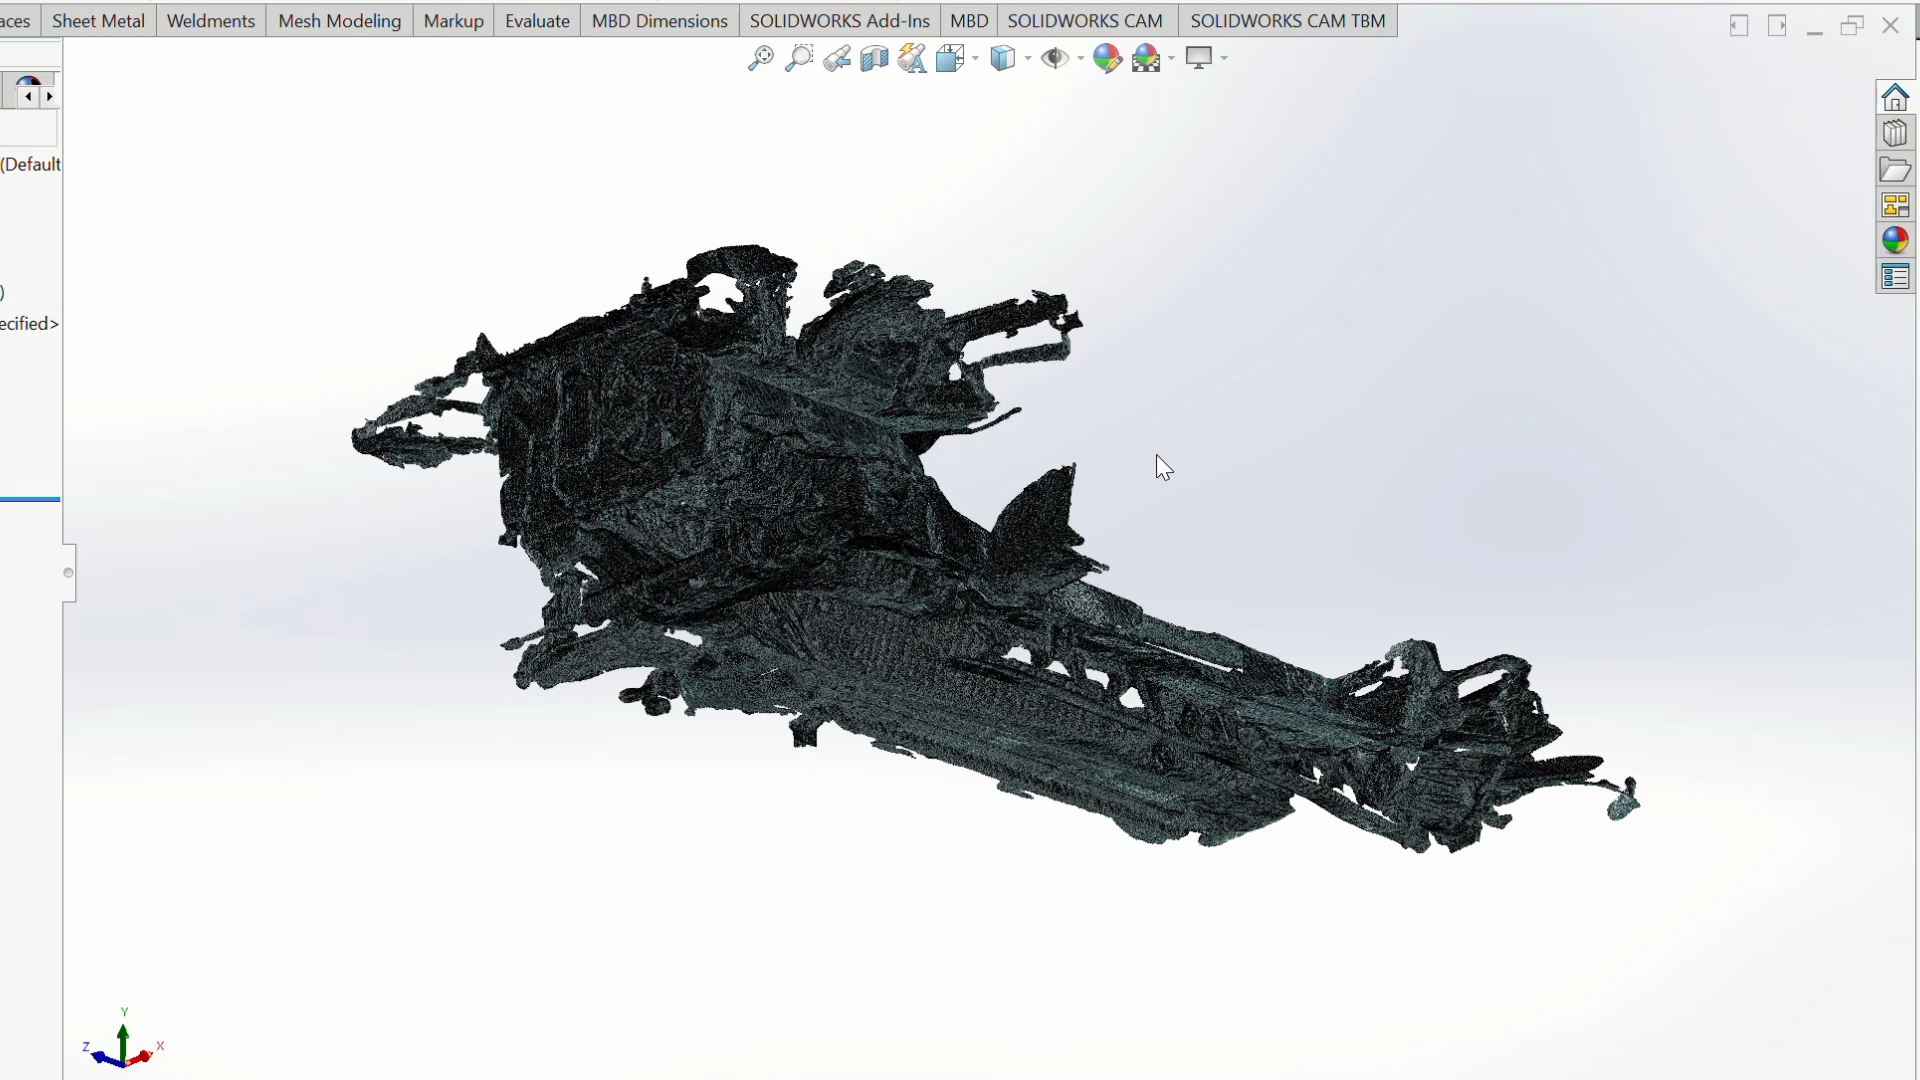 aces Sheet Metal Weldments Mesh Modeling Markup Evaluate MBD Dimensions SOLIDWORKS Add-Ins MBD SOLIDWORKS CAM SOLIDWORKS CAM TBM
(Default
)
ecified>
Y
Z X